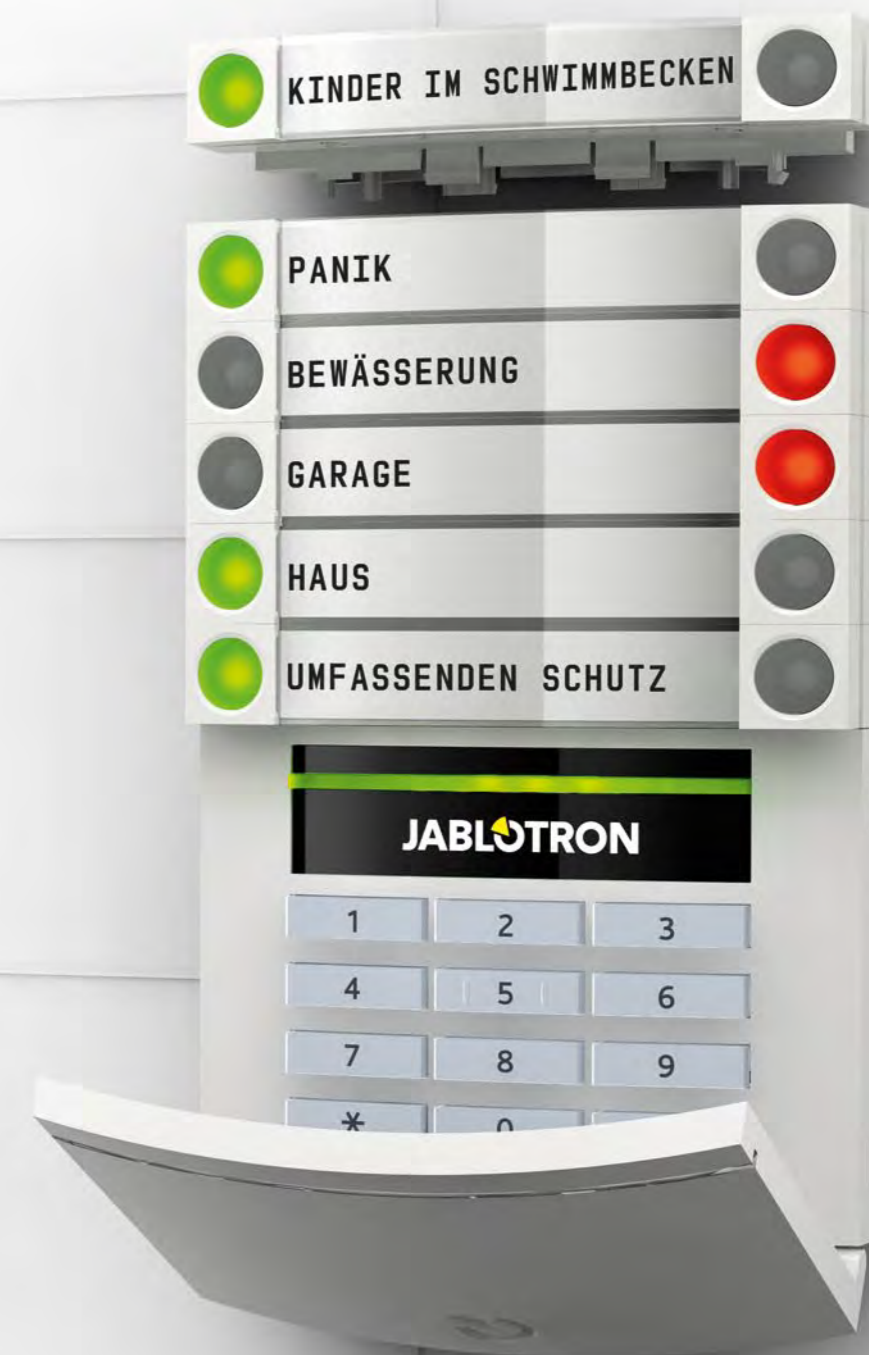 KINDER IM SCHWIMMBECKEN
PANIK
BEWÄSSERUNG
GARAGE
HAUS
UMFASSENDEN SCHUTZ
JABLOTRON
1 2 3
4 5 6
7 8 9
* 0